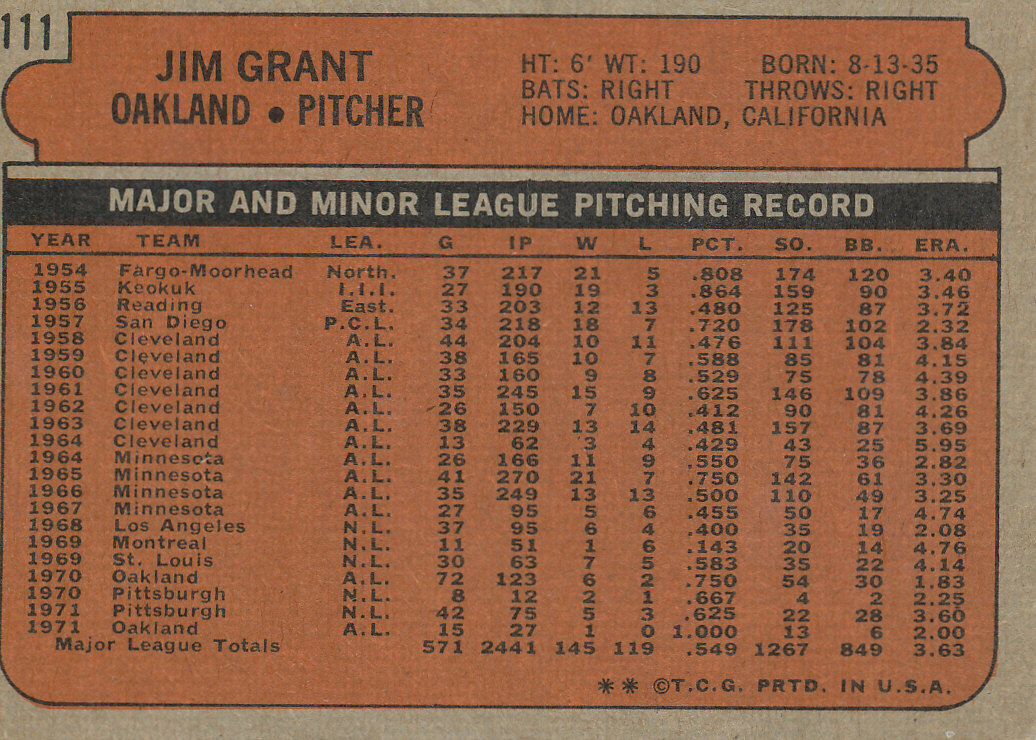 111
JIM GRANT
OAKLAND • PITCHER
HT: 6' WT: 190 BORN: 8-13-35
BATS: RIGHT THROWS: RIGHT
HOME: OAKLAND, CALIFORNIA
MAJOR AND MINOR LEAGUE PITCHING RECORD
YEAR TEAM LEA. G IP W L PCT. SO. BB. ERA.
1954 Fargo-Moorhead North. 37 217 21 5 .808 174 120 3.40
1955 Keokuk I.I.I. 27 190 19 3 .864 159 90 3.46
1956 Reading East. 33 203 12 13 .480 125 87 3.72
1957 San Diego P.C.L. 34 218 18 7 .720 178 102 2.32
1958 Cleveland A.L. 44 204 10 11 .476 111 104 3.84
1959 Cleveland A.L. 38 165 10 7 .588 85 81 4.15
1960 Cleveland A.L. 33 160 9 8 .529 75 78 4.39
1961 Cleveland A.L. 35 245 15 9 .625 146 109 3.86
1962 Cleveland A.L. 26 150 7 10 .412 90 81 4.26
1963 Cleveland A.L. 38 229 13 14 .481 157 87 3.69
1964 Cleveland A.L. 13 62 3 4 .429 43 25 5.95
1964 Minnesota A.L. 26 166 11 9 .550 75 36 2.82
1965 Minnesota A.L. 41 270 21 7 .750 142 61 3.30
1966 Minnesota A.L. 35 249 13 13 .500 110 49 3.25
1967 Minnesota A.L. 27 95 5 6 .455 50 17 4.74
1968 Los Angeles N.L. 37 95 6 4 .400 35 19 2.08
1969 Montreal N.L. 11 51 1 6 .143 20 14 4.76
1969 St. Louis N.L. 30 63 7 5 .583 35 22 4.14
1970 Oakland A.L. 72 123 6 2 .750 54 30 1.83
1970 Pittsburgh N.L. 8 12 2 1 .667 4 2 2.25
1971 Pittsburgh N.L. 42 75 5 3 .625 22 28 3.60
1971 Oakland A.L. 15 27 1 0 1.000 13 6 2.00
Major League Totals 571 2441 145 119 .549 1267 849 3.63
** ©T.C.G. PRTD. IN U.S.A.